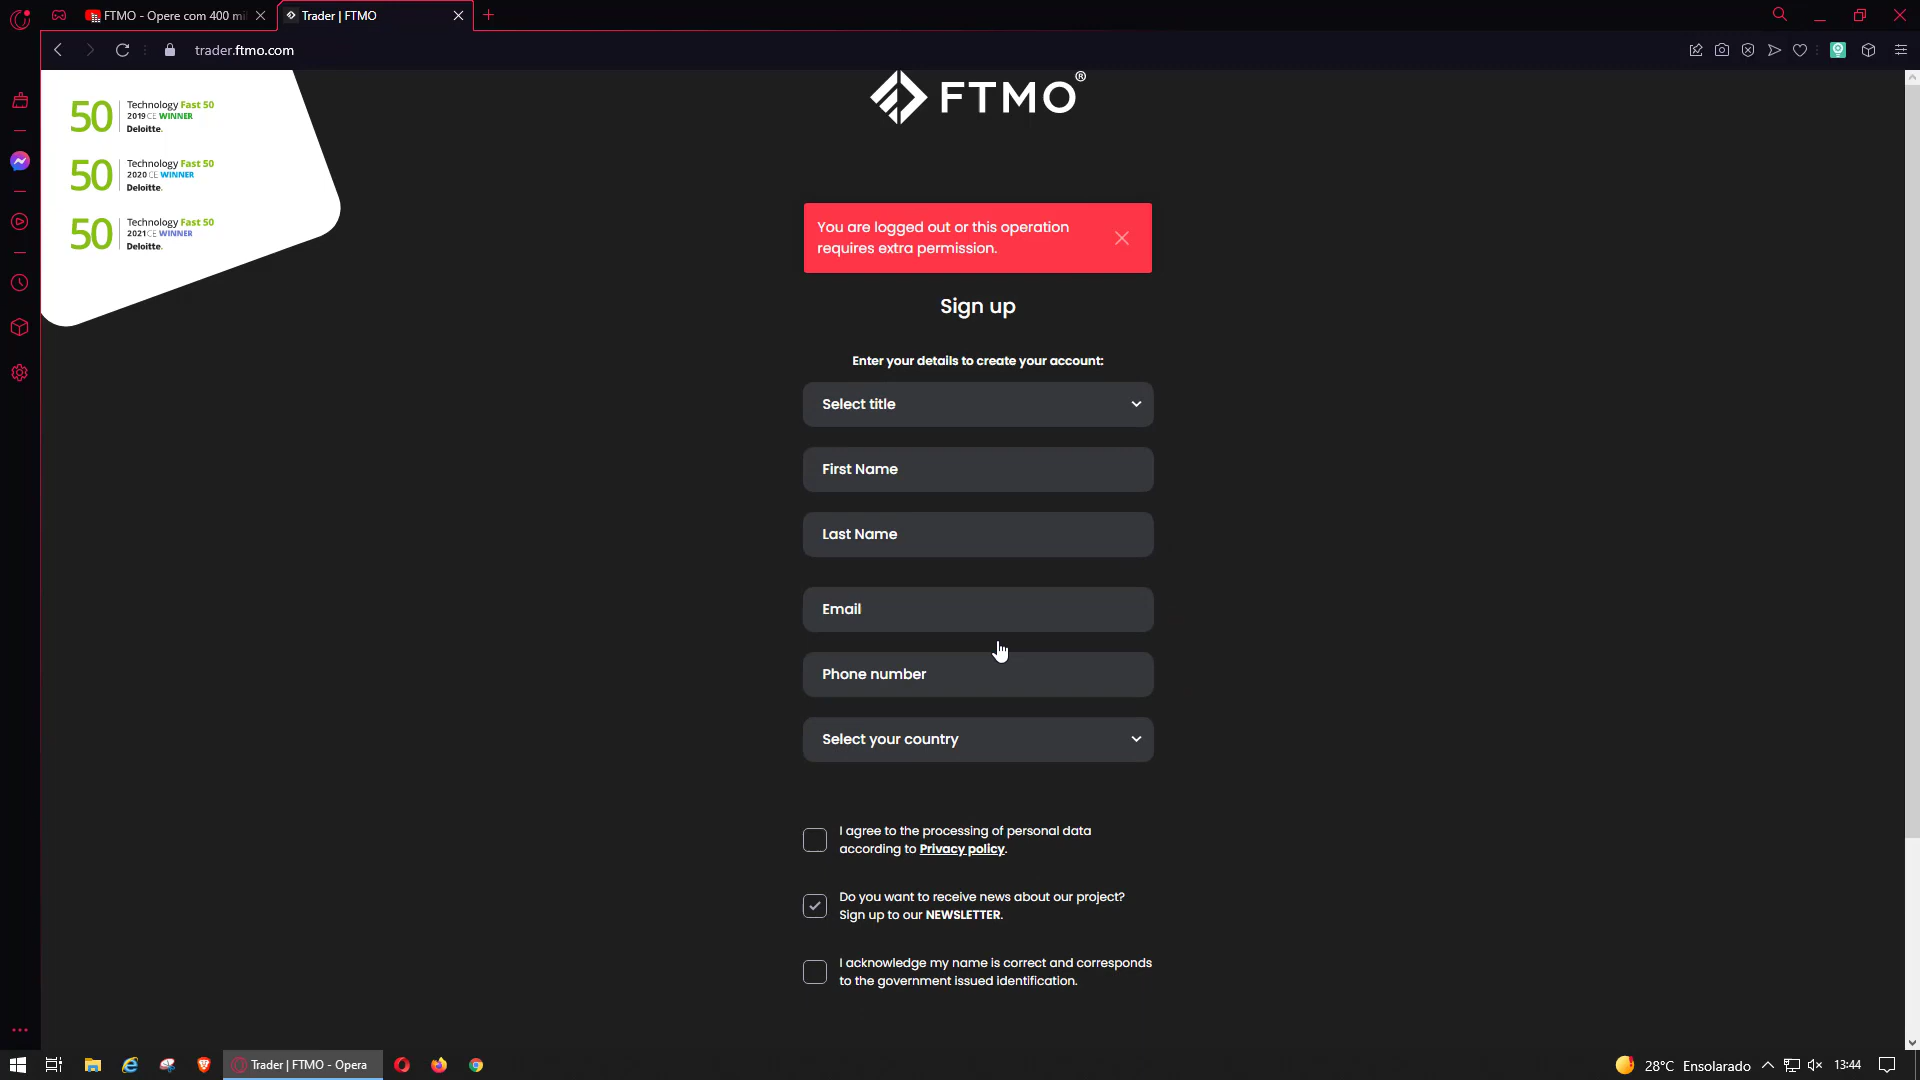 FTMO - Opere com 400 mi
Trader | FTMO
trader.ftmo.com
50 Technology Fast 50
2019 CE WINNER
Deloitte.
50 Technology Fast 50
2020 CE WINNER
Deloitte.
50 Technology Fast 50
2021 CE WINNER
Deloitte.
FTMO®
You are logged out or this operation
requires extra permission.
Sign up
Enter your details to create your account:
Select title
First Name
Last Name
Email
Phone number
Select your country
I agree to the processing of personal data
according to Privacy policy.
Do you want to receive news about our project?
Sign up to our NEWSLETTER.
I acknowledge my name is correct and corresponds
to the government issued identification.
Trader | FTMO - Opera
28°C Ensolarado
13:44